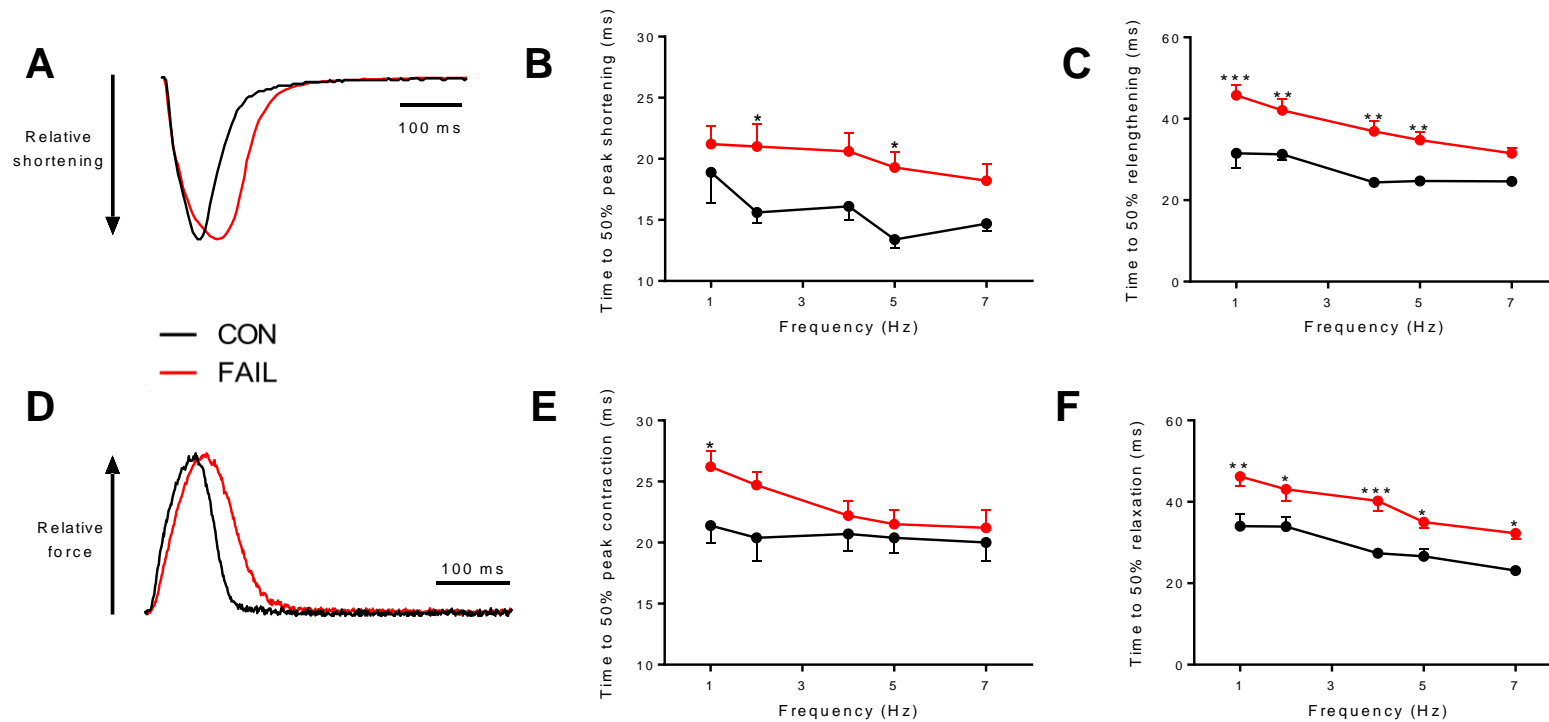 A
Relative
shortening
100 ms
B
Time to 50% peak shortening (ms)
30
25
20
15
10
*
*
1
3
5
7
Frequency (Hz)
C
Time to 50% relengthening (ms)
60
40
20
0
***
**
**
**
1
3
5
7
Frequency (Hz)
CON
FAIL
D
Relative
force
100 ms
E
Time to 50% peak contraction (ms)
30
25
20
15
10
*
1
3
5
7
Frequency (Hz)
F
Time to 50% relaxation (ms)
60
40
20
0
**
*
***
*
*
1
3
5
7
Frequency (Hz)